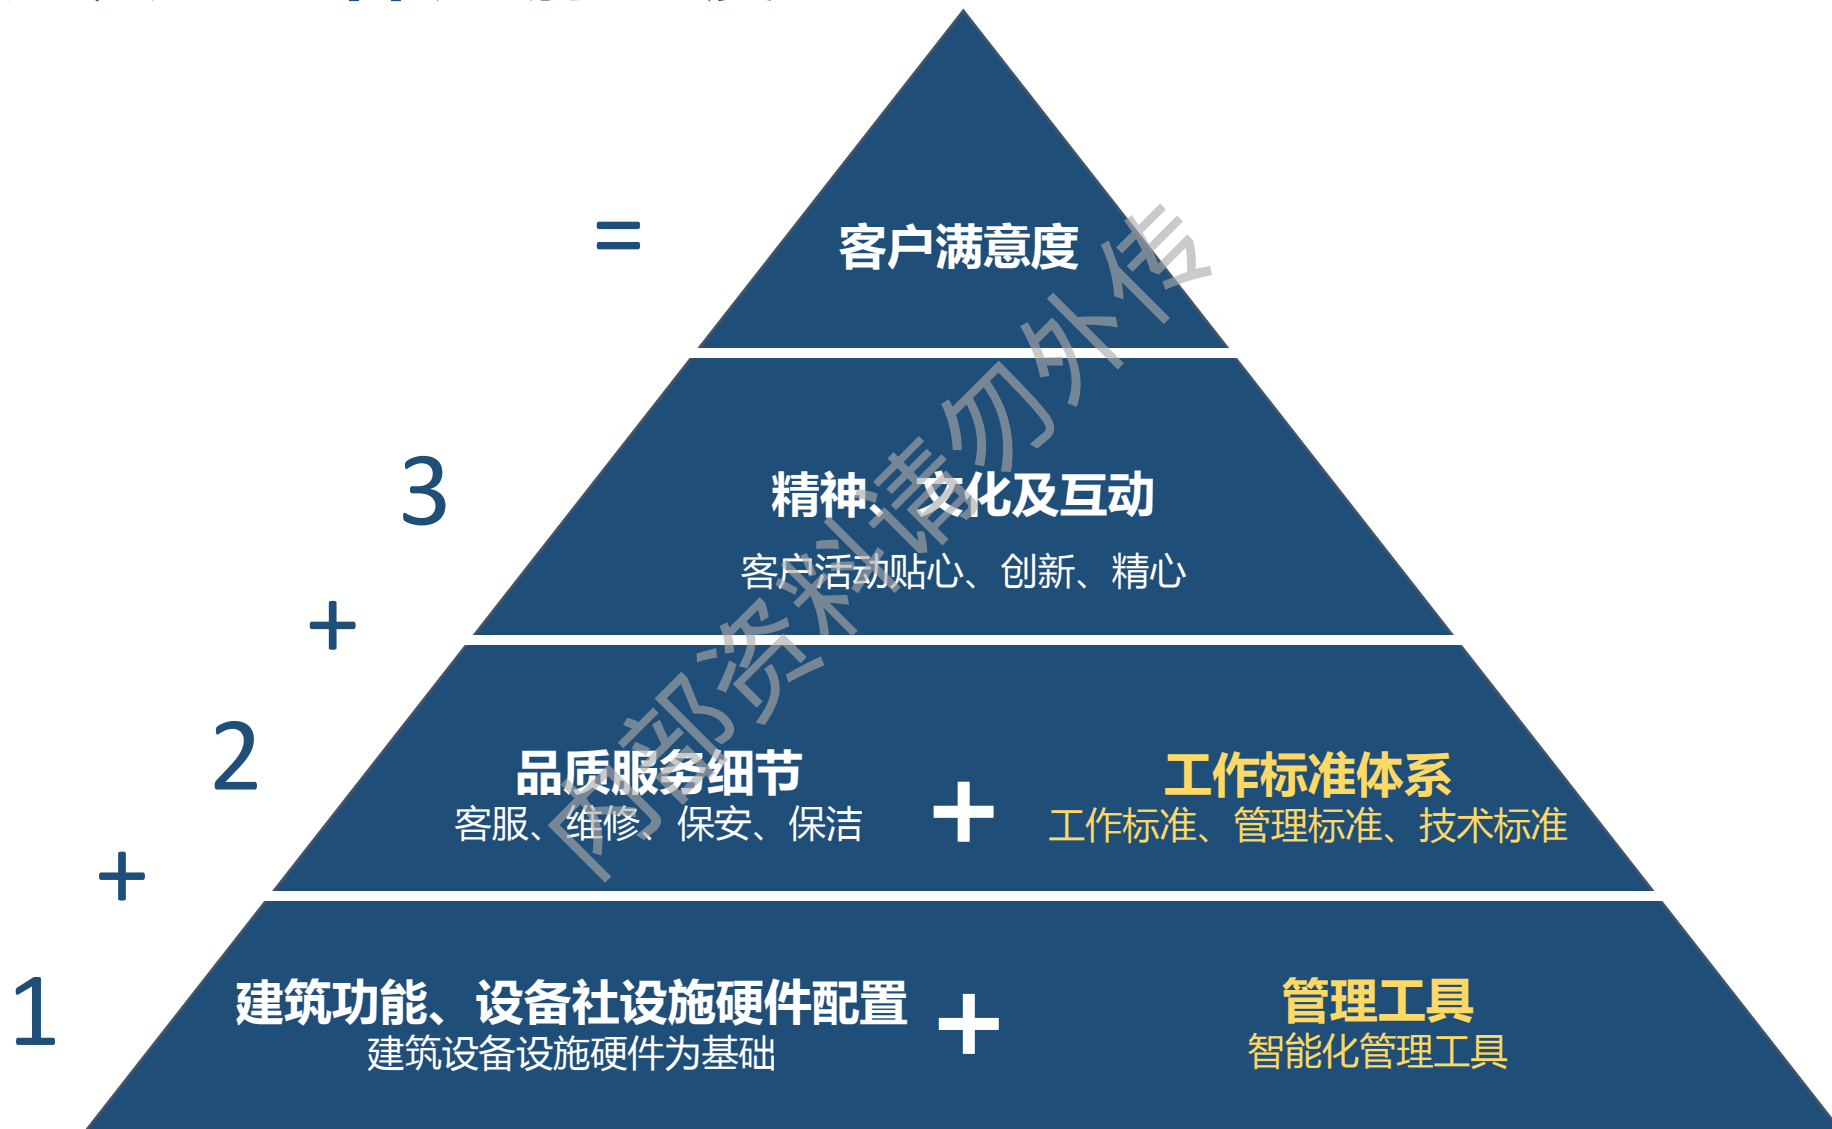 =
客户满意度
3
精神、文化及互动
客户活动贴心、创新、精心
+
2
品质服务细节 + 工作标准体系
客服、维修、保安、保洁 工作标准、管理标准、技术标准
+
1
建筑功能、设备社设施硬件配置 + 管理工具
建筑设备设施硬件为基础 智能化管理工具
内部资料请勿外传